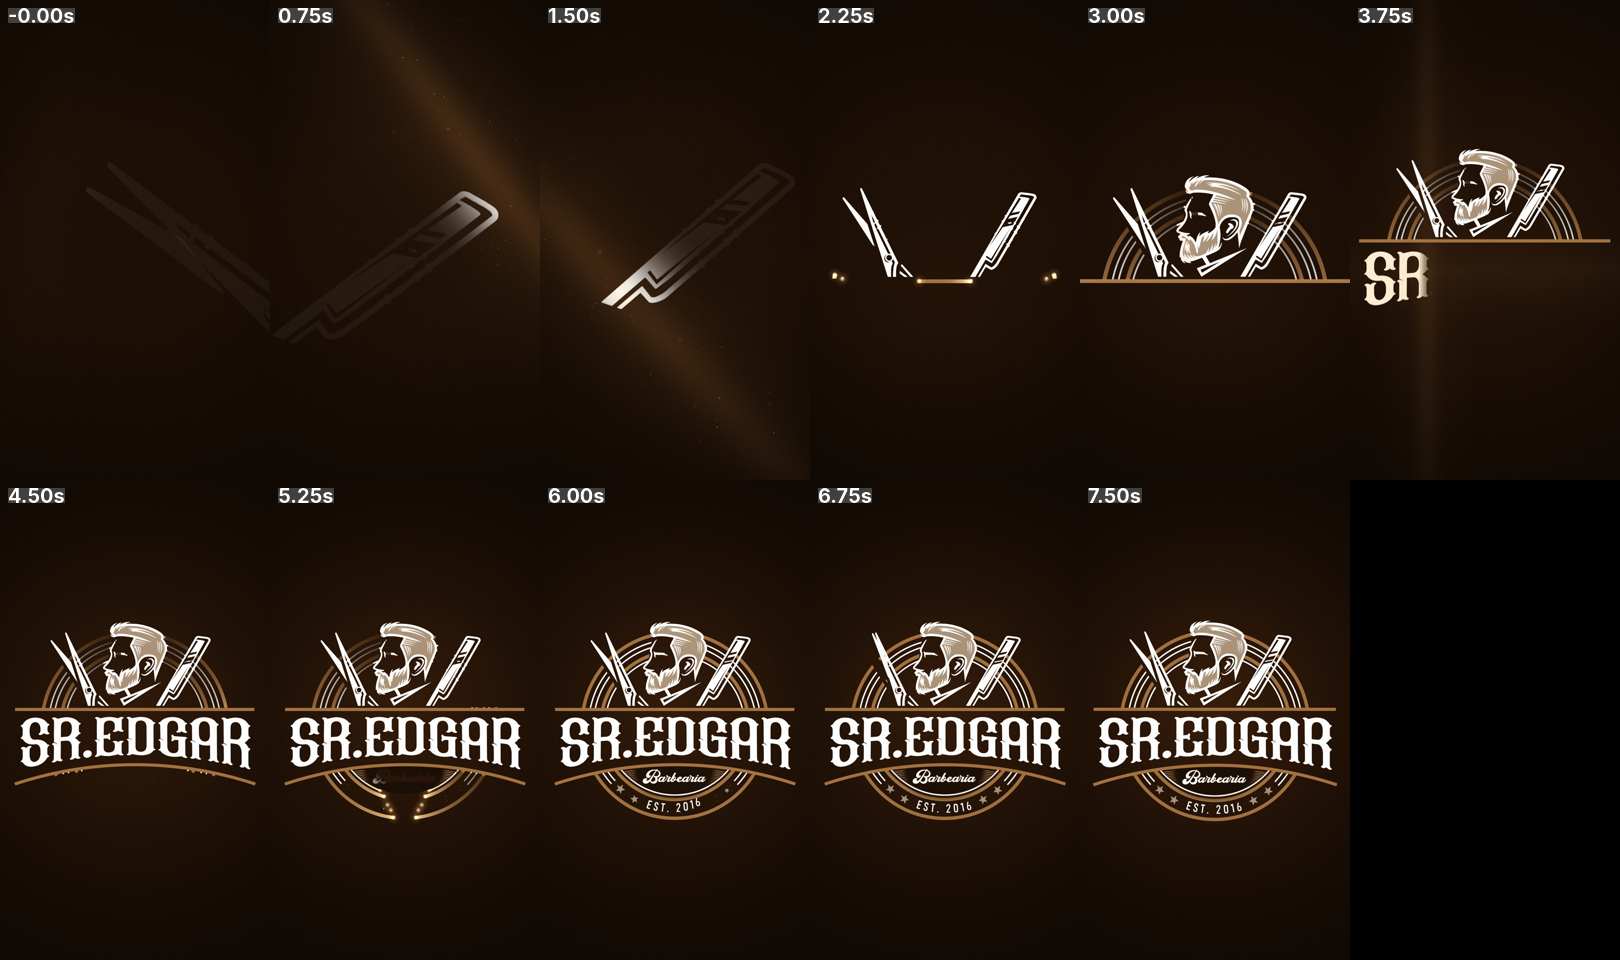 -0.00s
0.75s
1.50s
2.25s
3.00s
3.75s
SR
4.50s
5.25s
6.00s
6.75s
7.50s
SR.EDGAR
SR.EDGAR
SR.EDGAR
Barbearia
EST. 2016
SR.EDGAR
Barbearia
EST. 2016
SR.EDGAR
Barbearia
EST. 2016